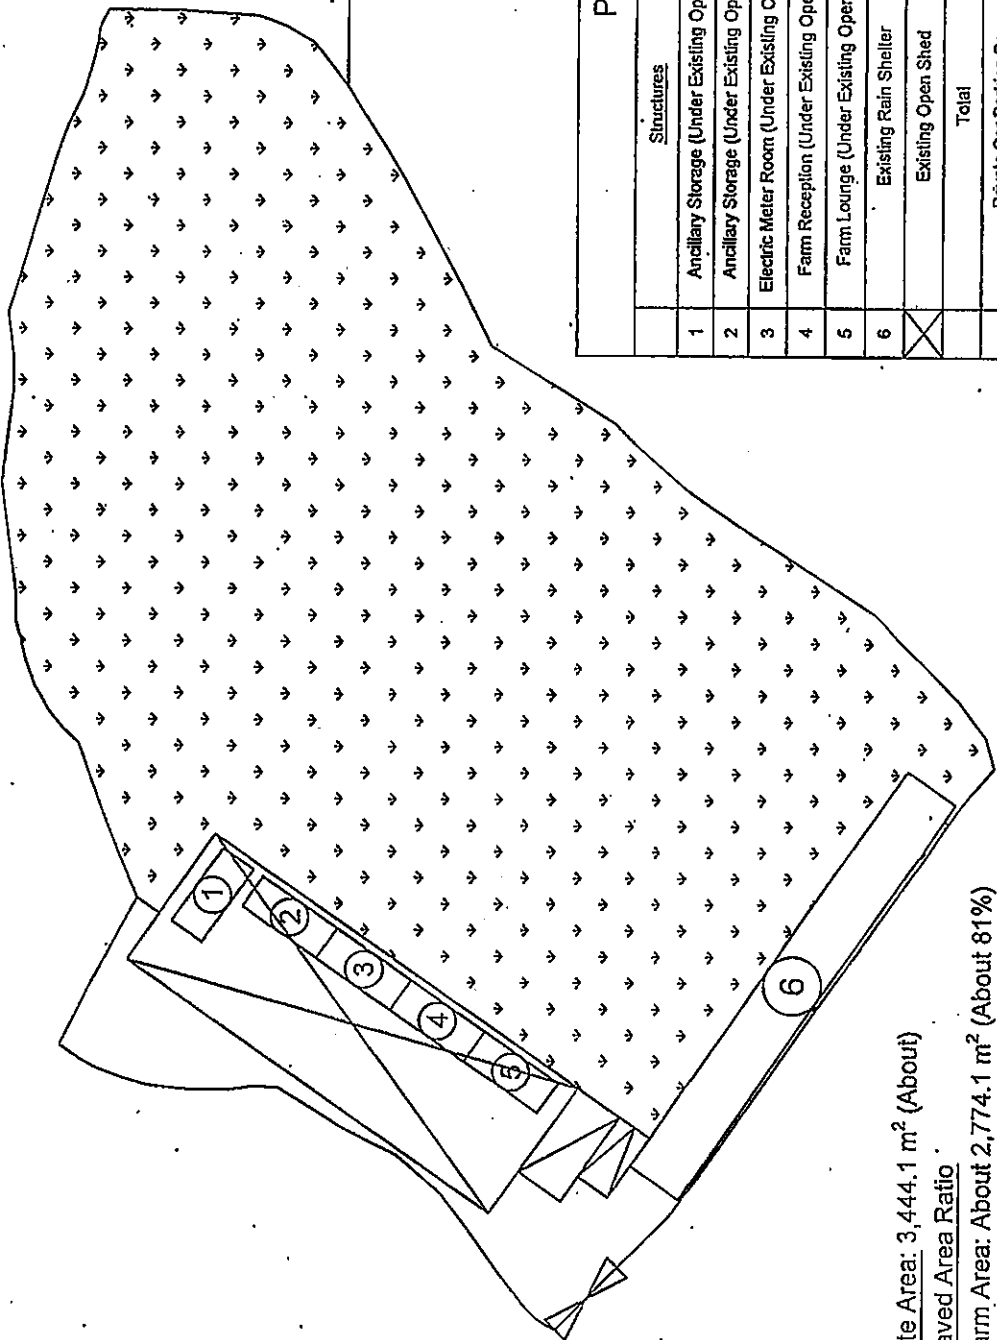 P
Structures
1 Ancillary Storage (Under Existing Op
2 Ancillary Storage (Under Existing Op
3 Electric Meter Room (Under Existing O
4 Farm Reception (Under Existing Ope
5 Farm Lounge (Under Existing Oper
6 Existing Rain Shelter
Existing Open Shed
Total
1
2
3
4
5
6
te Area: 3,444.1 m² (About)
aved Area Ratio
arm Area: About 2,774.1 m² (About 81%)